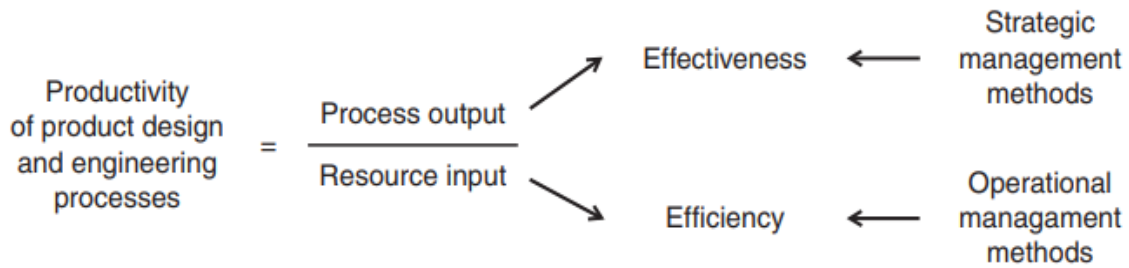 Productivity
of product design
and engineering
processes
=
Process output
Resource input
Effectiveness
Efficiency
Strategic
management
methods
Operational
managament
methods